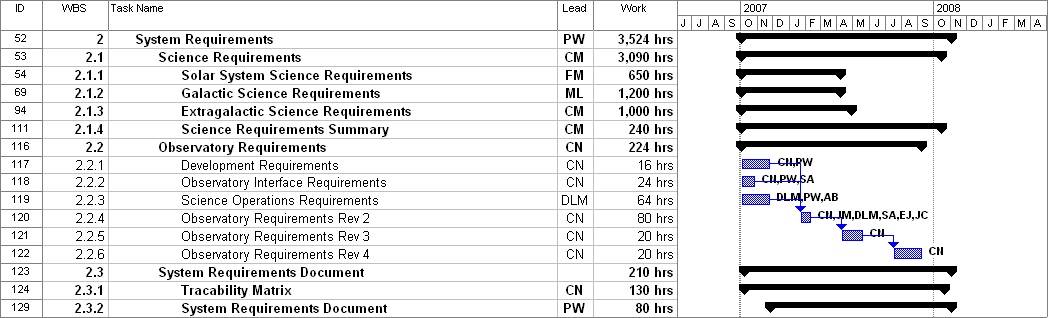 ID WBS Task Name Lead Work 2007 2008
J J A S O N D J F M A M J J A S O N D J F M A
52 2 System Requirements PW 3,524 hrs
53 2.1 Science Requirements CM 3,090 hrs
54 2.1.1 Solar System Science Requirements FM 650 hrs
69 2.1.2 Galactic Science Requirements ML 1,200 hrs
94 2.1.3 Extragalactic Science Requirements CM 1,000 hrs
111 2.1.4 Science Requirements Summary CM 240 hrs
116 2.2 Observatory Requirements CN 224 hrs
117 2.2.1 Development Requirements CN 16 hrs CN,PW
118 2.2.2 Observatory Interface Requirements CN 24 hrs CN,PW,SA
119 2.2.3 Science Operations Requirements DLM 64 hrs DLM,PW,AB
120 2.2.4 Observatory Requirements Rev 2 CN 80 hrs CN,JM,DLM,SA,EJ,JC
121 2.2.5 Observatory Requirements Rev 3 CN 20 hrs CN
122 2.2.6 Observatory Requirements Rev 4 CN 20 hrs CN
123 2.3 System Requirements Document 210 hrs
124 2.3.1 Tracability Matrix CN 130 hrs
129 2.3.2 System Requirements Document PW 80 hrs